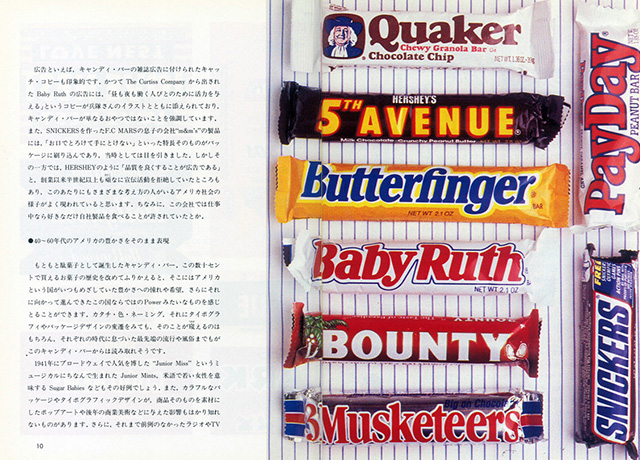 広告といえば、キャンディ・バーの雑誌広告に付けられたキャッ
チ・コピーも印象的です。かつて The Curtiss Company から出され
た Baby Ruth の広告には、「昼も夜も働く人びとのために活力を与
える」というコピーが兵隊さんのイラストとともに添えられており、
キャンディ・バーが単なるおやつではないことを強調しています。
また、SNICKERSを作ったF.C MARSの息子の会社"m&m's"の製品
には、「お口でとろけて手にとけない」といった特長そのものがパッ
ケージに刷り込んであり、当時としては目を引きました。しかしそ
の一方では、HERSHEYのように「品質を良くすることが広告である」
と、創業以来半世紀以上も宣伝活動を拒絶していたところも
あり、このあたりにもさまざまな考え方の人がいるアメリカ社会の
様子がよく現われていると思います。ちなみに、この会社では仕事
中なら好きなだけ自社製品を食べることが許されていたとか。
●40〜60年代のアメリカの豊かさをそのまま表現
もともと駄菓子として誕生したキャンディ・バー。この数十セン
トで買えるお菓子の歴史を改めてふりかえると、そこにはアメリカ
という国がいつもめざしていた豊かさへの憧れや希望、さらにそれ
に向かって進んできたこの国ならではのPowerみたいなものを感じ
とることができます。カタチ・色・ネーミング、それにタイポグラ
フィやパッケージデザインの変遷をみても、そのことが窺えるのは
もちろん、それぞれの時代に息づいた最先端の流行や風俗までもが
このキャンディ・バーからは読み取れそうです。
1941年にブロードウェイで人気を博した"Junior Miss"というミ
ュージカルにちなんで生まれた Junior Mints、米語で若い女性を意
味する Sugar Babies などもその好例でしょう。また、カラフルなパ
ッケージやタイポグラフィックデザインが、商品そのものを素材に
したポップアートや後年の商業美術などに与えた影響もはかり知れ
ないものがあります。さらに、それまで前例のなかったラジオやTV
10
Quaker
Chewy Granola Bar
Chocolate Chip
HERSHEY'S
5TH AVENUE
Milk Chocolate · Crunchy Peanut Butter
Butterfinger
BAR
NET WT 2.1 OZ
Baby Ruth
NET WT. 2.1 OZ
BOUNTY
BOUNTY
Big on Chocolate
3 Musketeers
PayDay
PEANUT BAR
FREE
SNICKERS